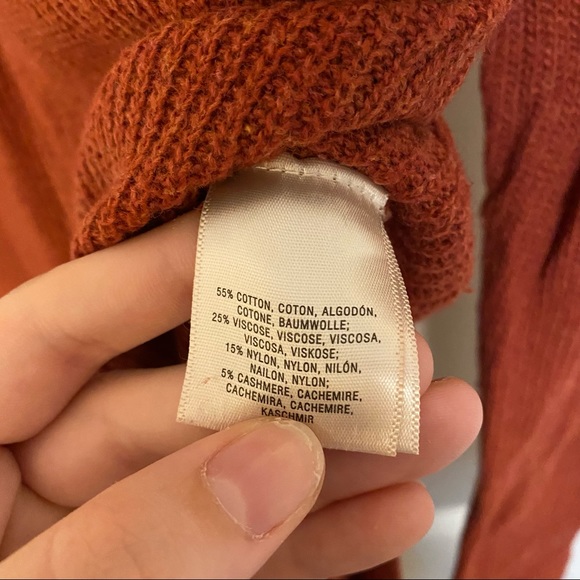 55% COTTON, COTON, ALGODÓN,
COTONE, BAUMWOLLE;
25% VISCOSE, VISCOSE, VISCOSA,
VISCOSA, VISKOSE;
15% NYLON, NYLON, NILÓN,
NAILON, NYLON;
5% CASHMERE, CACHEMIRE,
CACHEMIRA, CACHEMIRE,
KASCHMIR